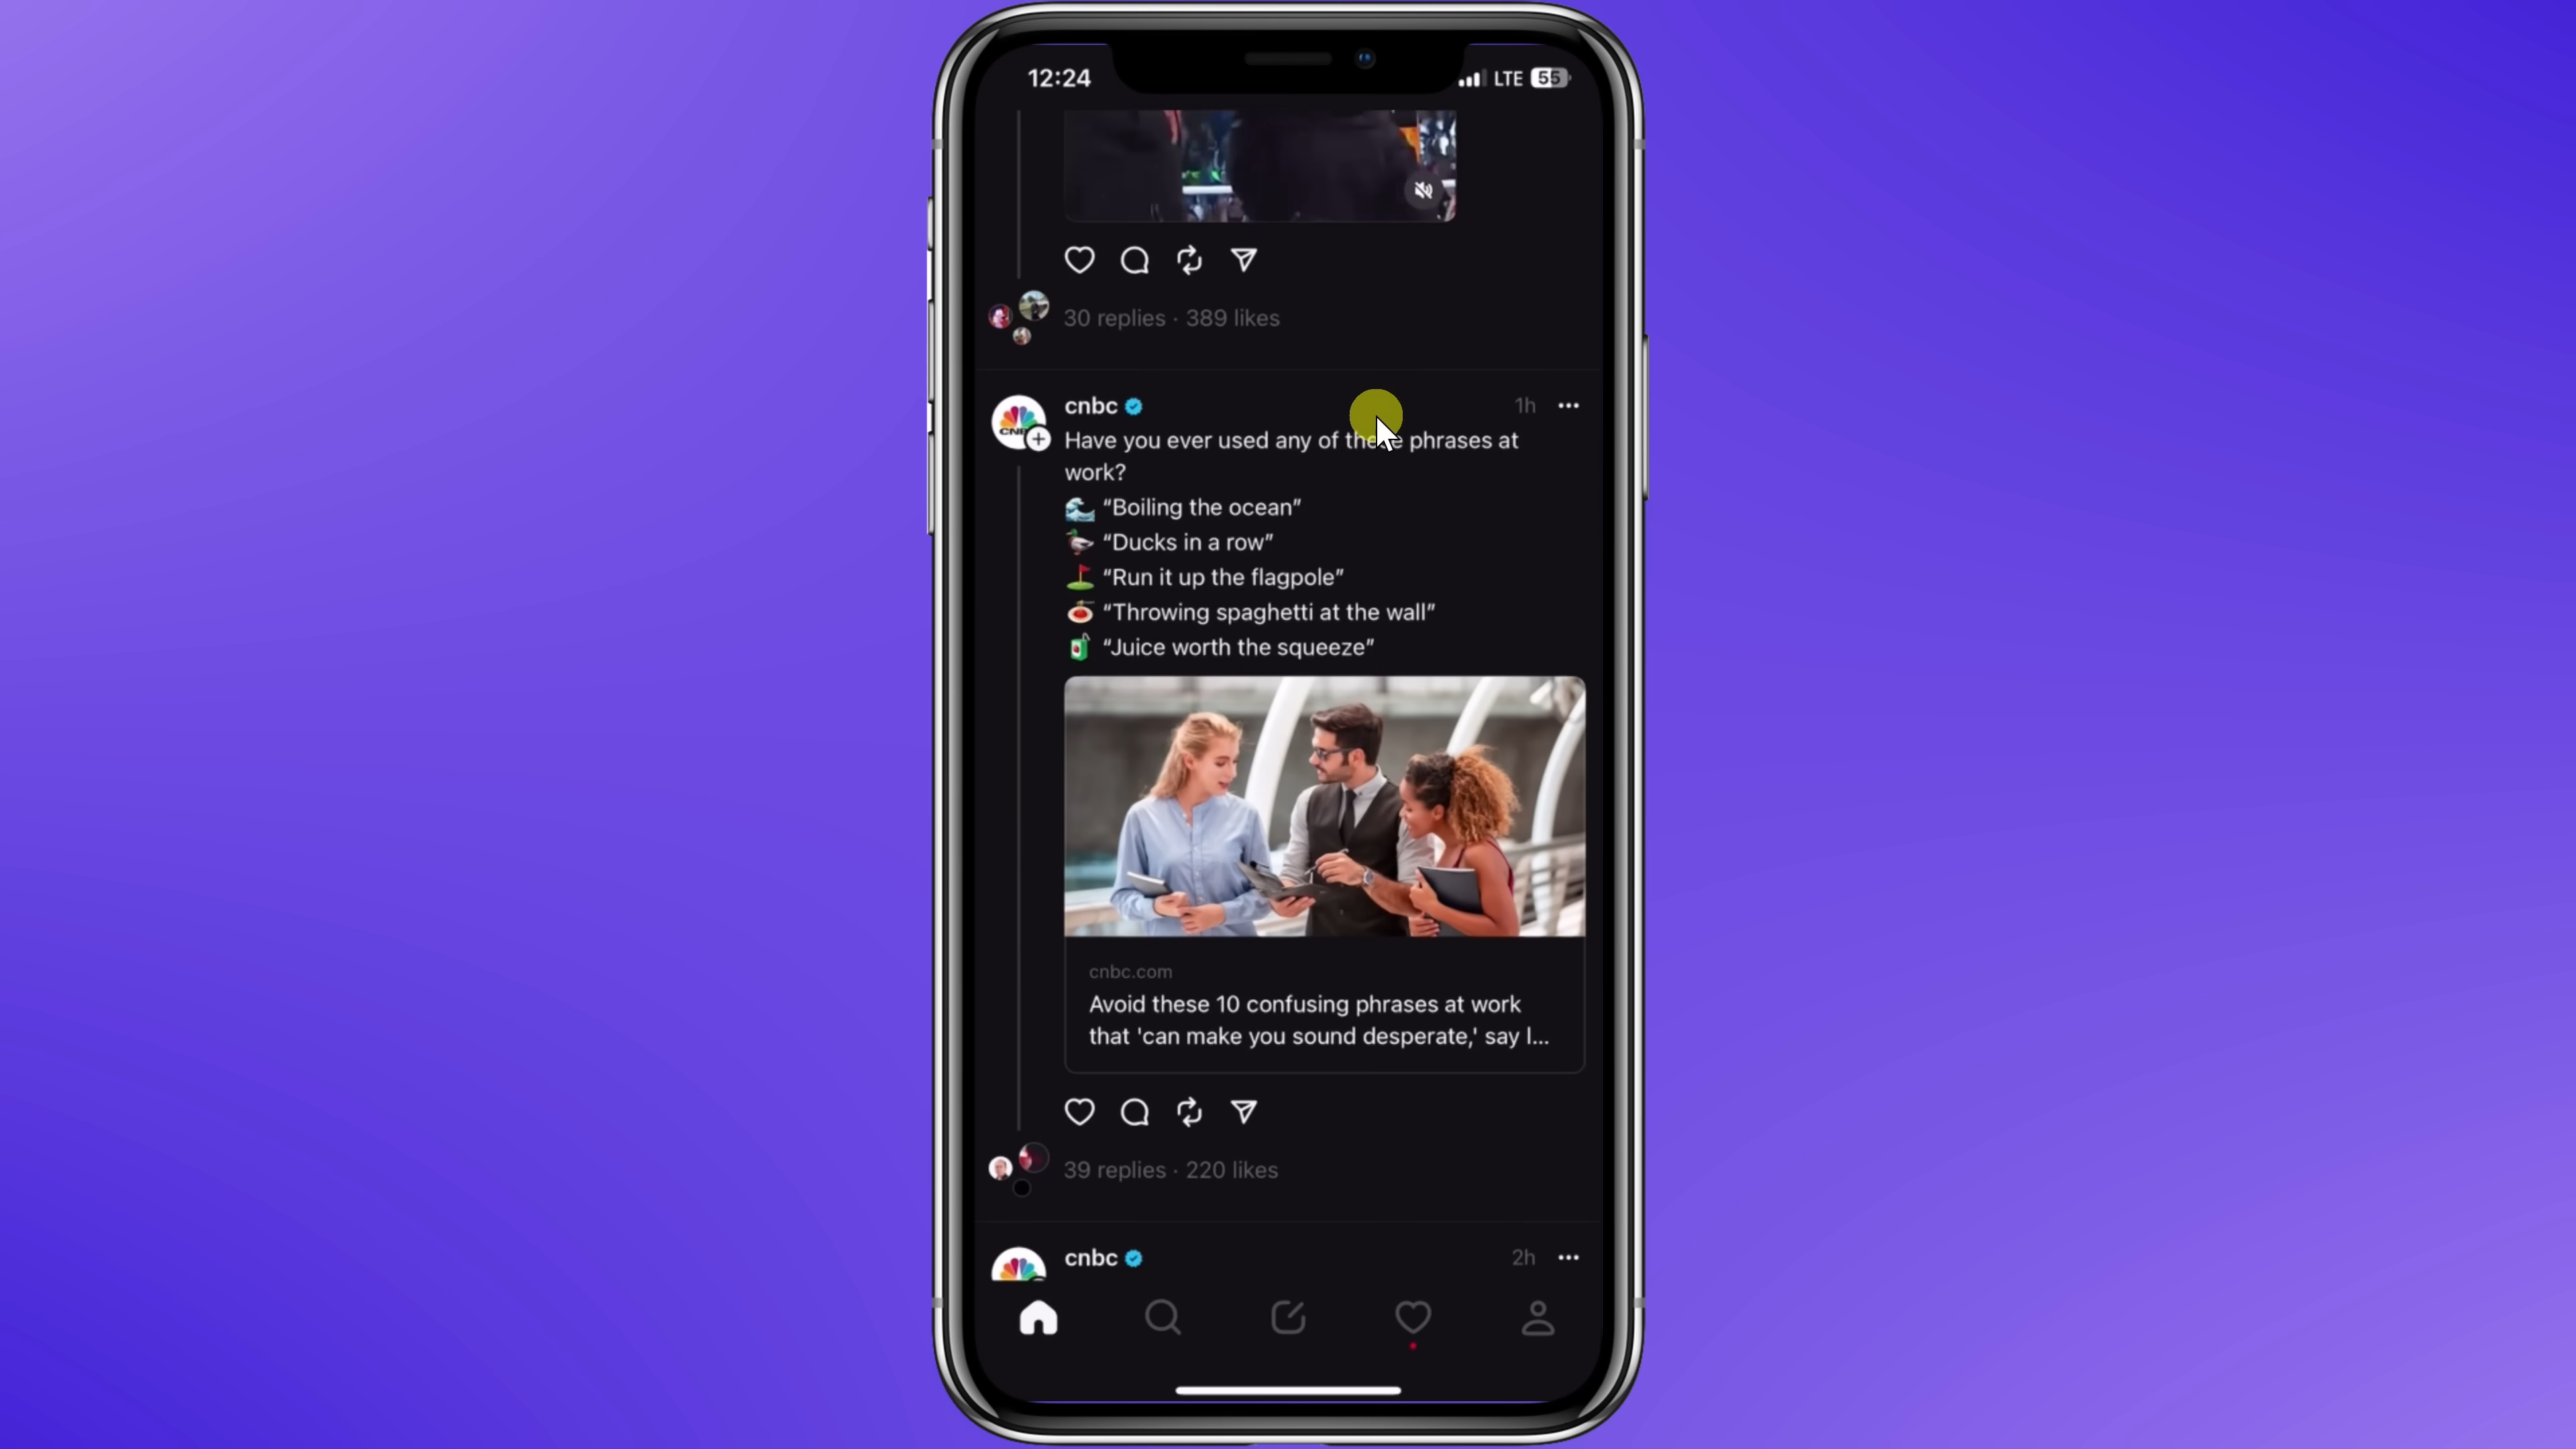 12:24
LTE 55
30 replies · 389 likes
cnbc
1h
Have you ever used any of these phrases at
work?
“Boiling the ocean”
“Ducks in a row”
“Run it up the flagpole”
“Throwing spaghetti at the wall”
“Juice worth the squeeze”
cnbc.com
Avoid these 10 confusing phrases at work
that 'can make you sound desperate,' say l...
39 replies · 220 likes
cnbc
2h